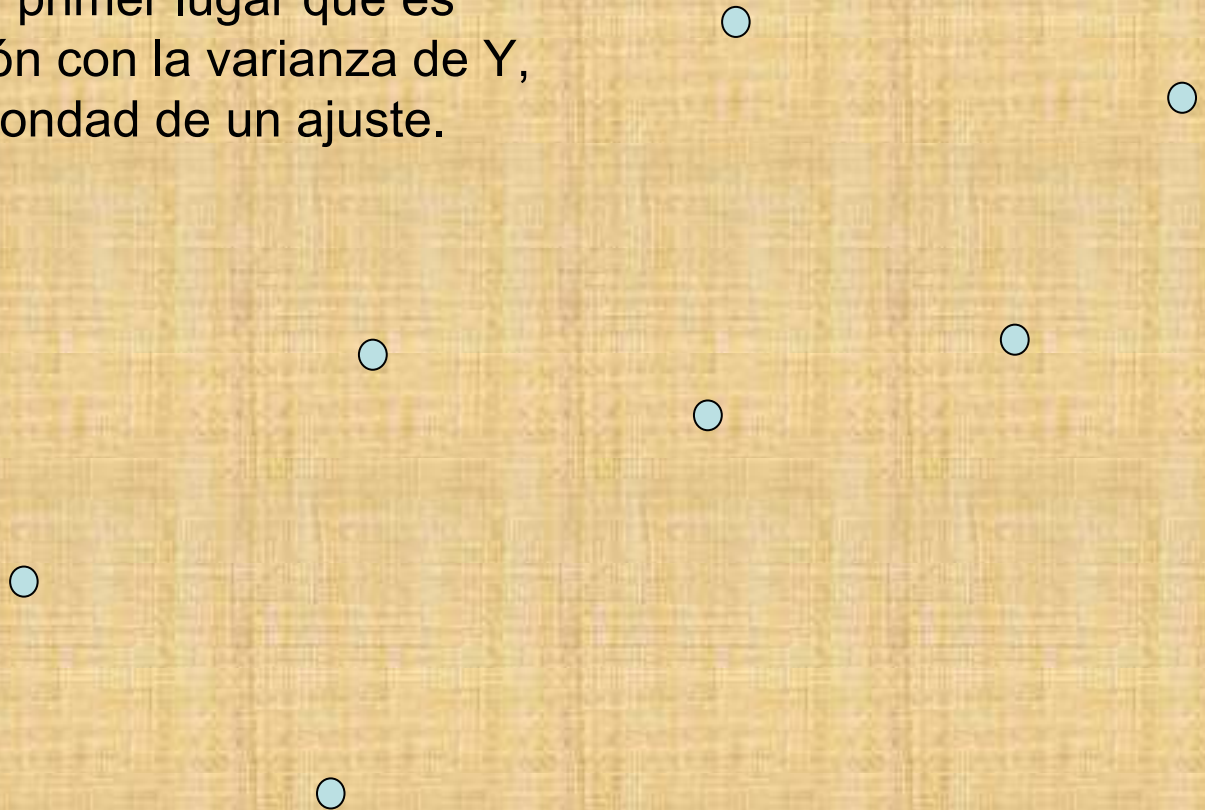 primer lugar que es
ón con la varianza de Y,
ondad de un ajuste.